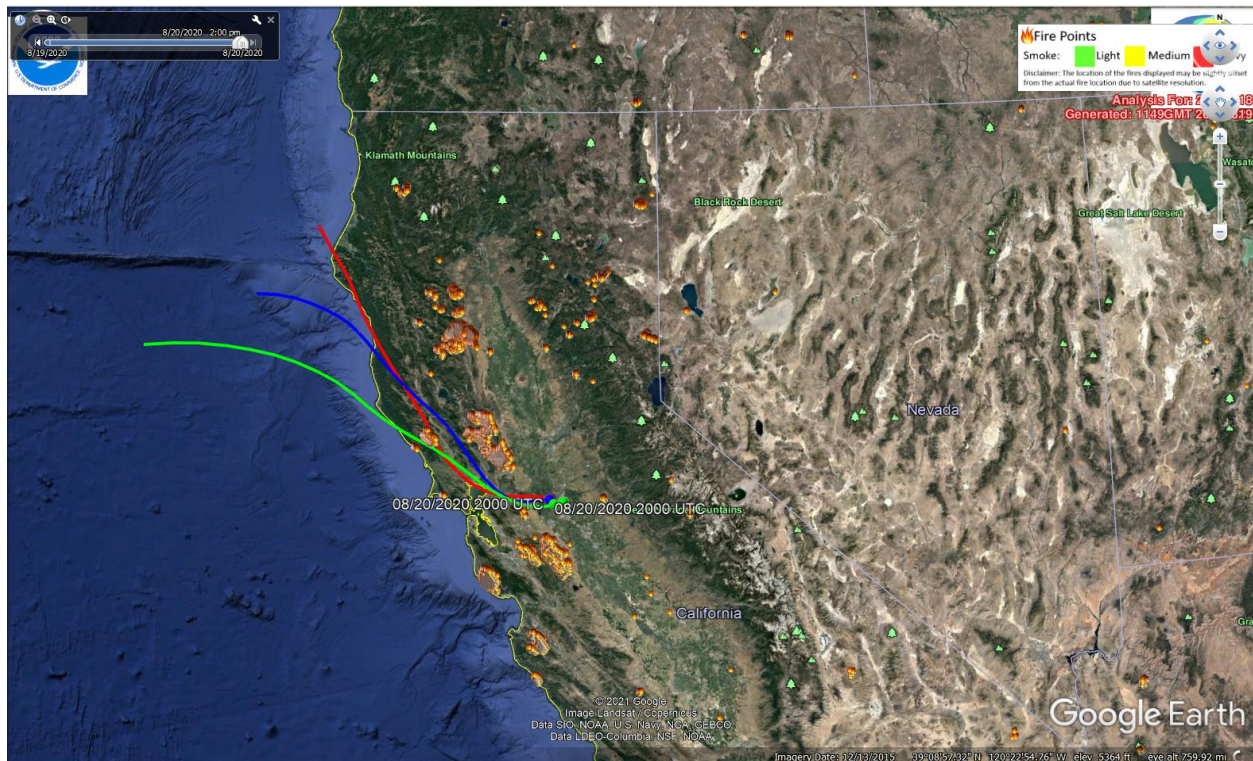 8/20/2020 2:00 pm
8/19/2020 8/20/2020
Fire Points
Smoke: Light Medium
Disclaimer: The location of the fires displayed may be slightly offset
from the actual fire location due to satellite resolution.
N
Analysis For:
Generated: 1149GMT
Klamath Mountains
Black Rock Desert
Great Salt Lake Desert
Nevada
08/20/2020 2000 UTC
08/20/2020 2000 UTC
California
© 2021 Google
Image Landsat / Copernicus
Data SIO, NOAA, U.S. Navy, NGA, GEBCO
Data LDEO-Columbia, NSF, NOAA
Google Earth
Imagery Date: 12/13/2015 39°08'57.32" N 120°22'54.76" W elev 5364 ft eye alt 759.92 mi